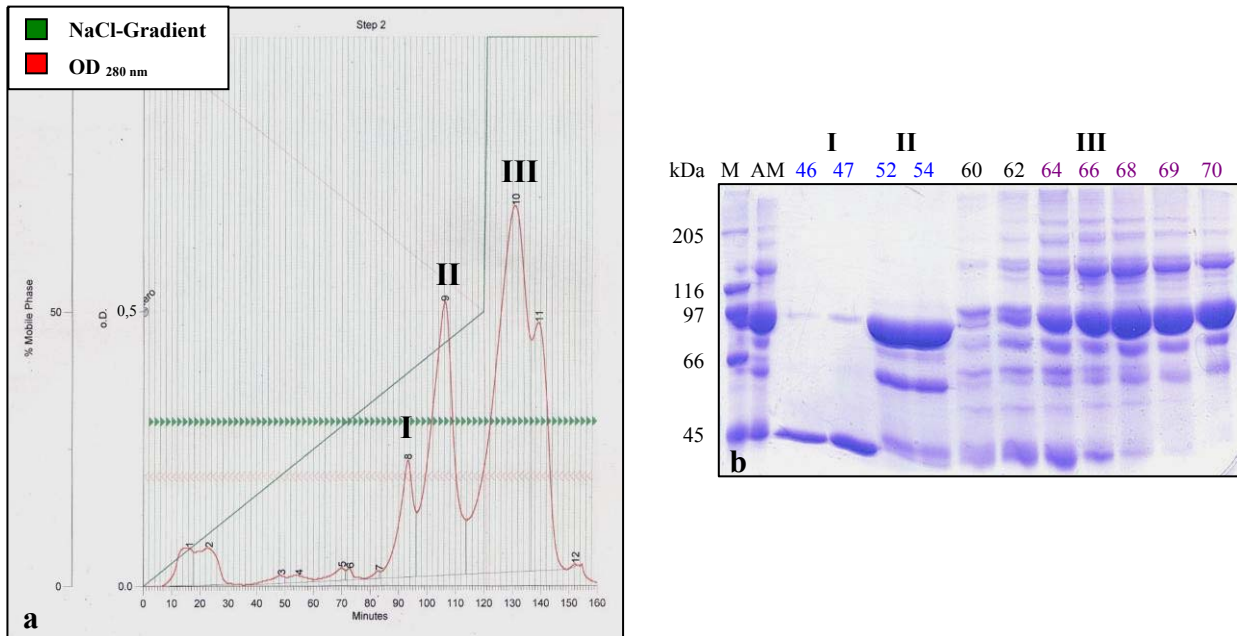 NaCl-Gradient
OD 280 nm
Step 2
III
II
I
% Mobile Phase
50
0
o.D.
0,5
0.0
1
2
3
4
5
6
7
8
9
10
11
12
0 10 20 30 40 50 60 70 80 90 100 110 120 130 140 150 160
Minutes
a
I II III
kDa M AM 46 47 52 54 60 62 64 66 68 69 70
205
116
97
66
45
b